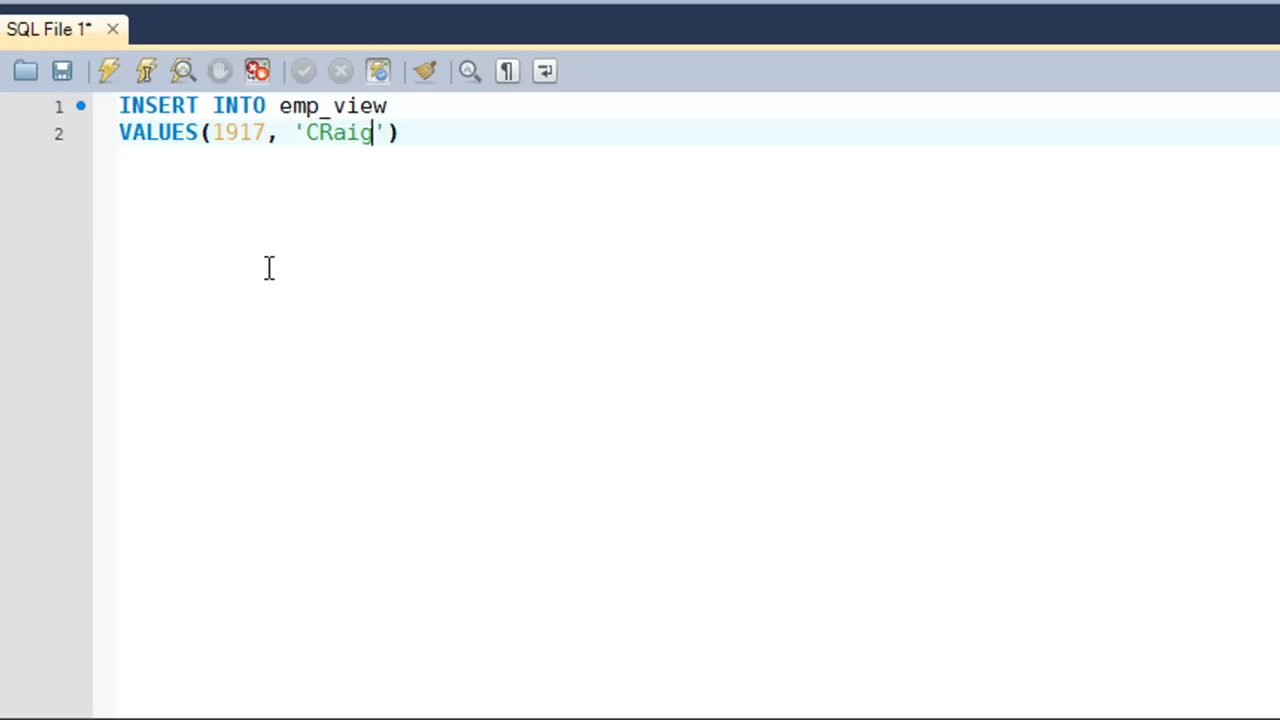 SQL File 1*
1 INSERT INTO emp_view
2 VALUES(1917, 'CRaig')